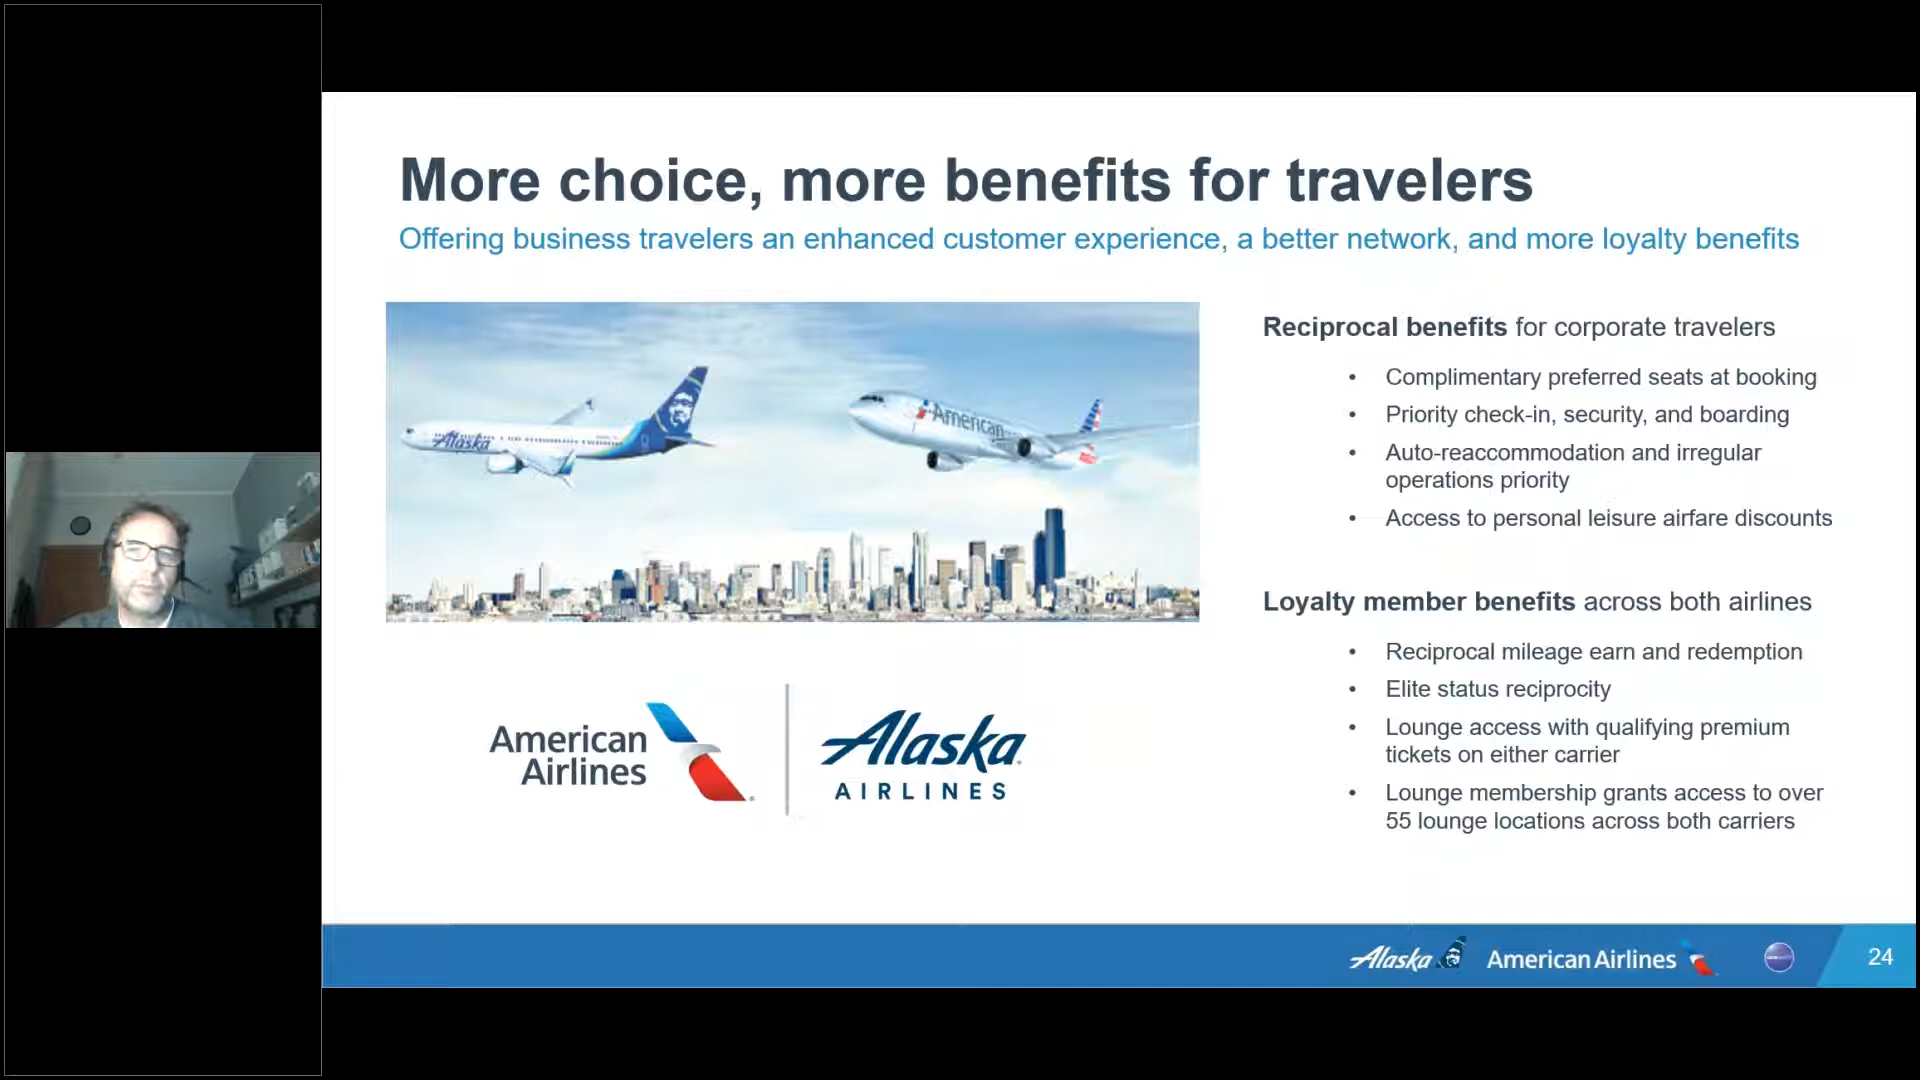 More choice, more benefits for travelers
Offering business travelers an enhanced customer experience, a better network, and more loyalty benefits
Alaska
American
Reciprocal benefits for corporate travelers
• Complimentary preferred seats at booking
• Priority check-in, security, and boarding
• Auto-reaccommodation and irregular
operations priority
• Access to personal leisure airfare discounts
Loyalty member benefits across both airlines
• Reciprocal mileage earn and redemption
• Elite status reciprocity
• Lounge access with qualifying premium
tickets on either carrier
• Lounge membership grants access to over
55 lounge locations across both carriers
American
Airlines
Alaska
AIRLINES
Alaska
American Airlines
24